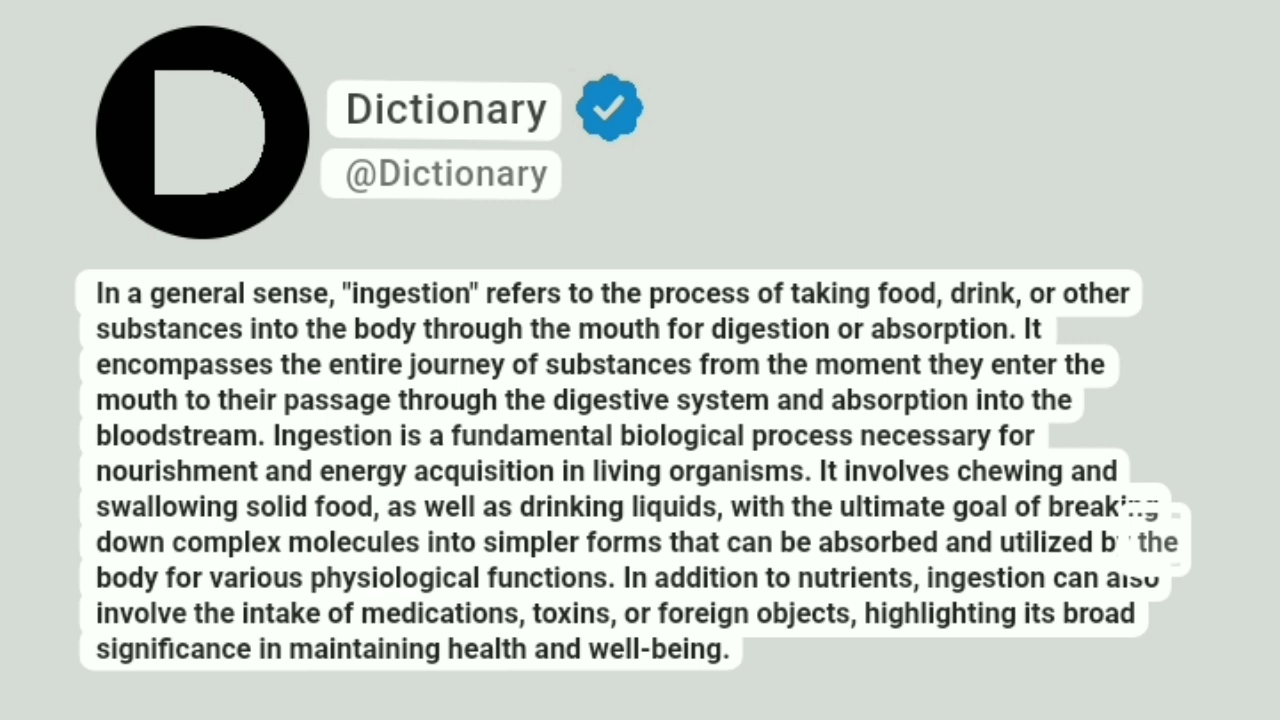 D
Dictionary
@Dictionary
In a general sense, "ingestion" refers to the process of taking food, drink, or other
substances into the body through the mouth for digestion or absorption. It
encompasses the entire journey of substances from the moment they enter the
mouth to their passage through the digestive system and absorption into the
bloodstream. Ingestion is a fundamental biological process necessary for
nourishment and energy acquisition in living organisms. It involves chewing and
swallowing solid food, as well as drinking liquids, with the ultimate goal of breaking
down complex molecules into simpler forms that can be absorbed and utilized by the
body for various physiological functions. In addition to nutrients, ingestion can also
involve the intake of medications, toxins, or foreign objects, highlighting its broad
significance in maintaining health and well-being.